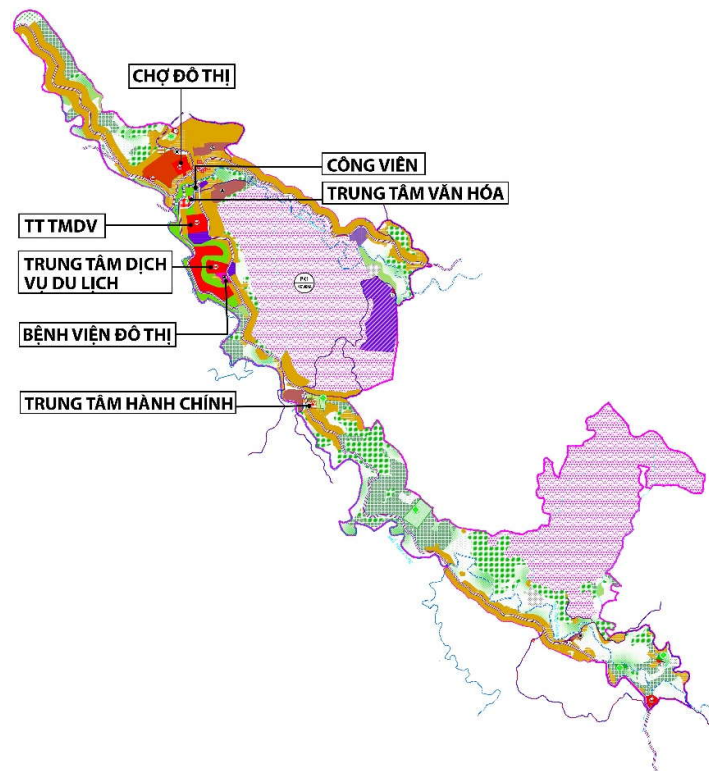 CHỢ ĐÔ THỊ
CÔNG VIÊN
TRUNG TÂM VĂN HÓA
TT TMDV
TRUNG TÂM DỊCH
VỤ DU LỊCH
BỆNH VIỆN ĐÔ THỊ
TRUNG TÂM HÀNH CHÍNH